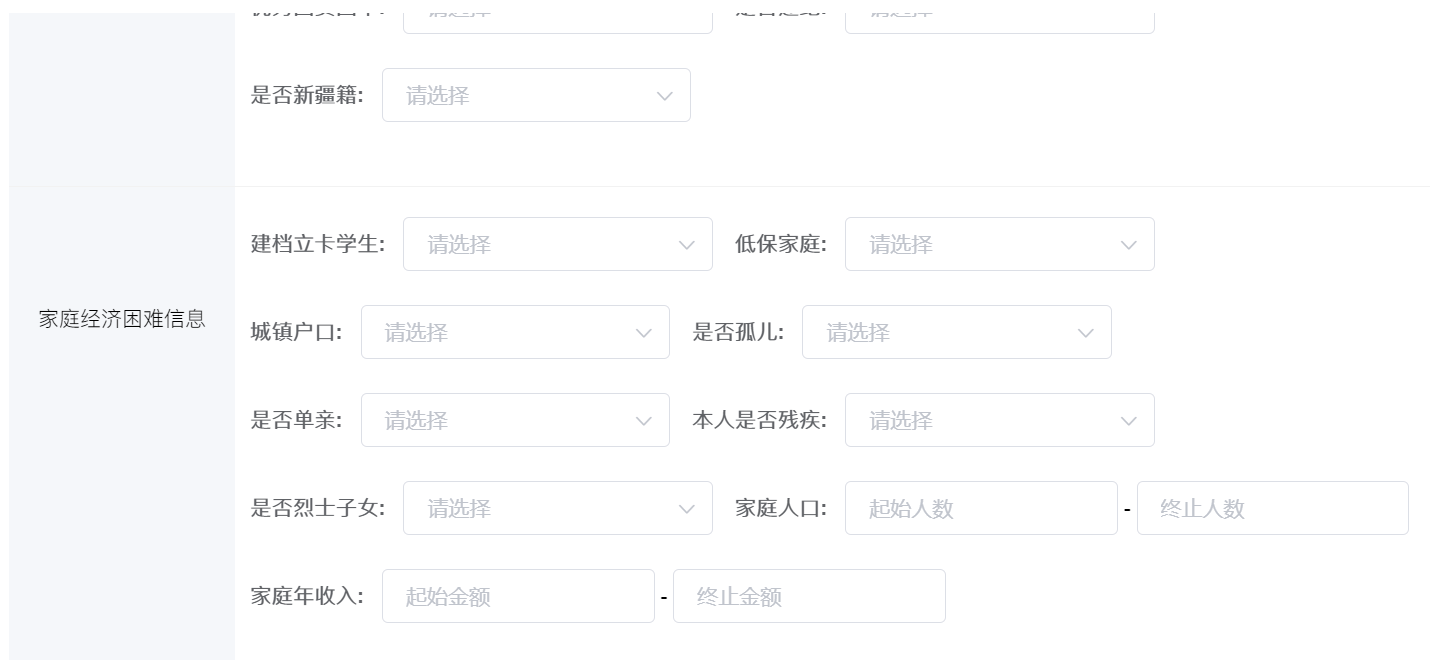 是否新疆籍: 请选择
建档立卡学生: 请选择 低保家庭: 请选择
家庭经济困难信息
城镇户口: 请选择 是否孤儿: 请选择
是否单亲: 请选择 本人是否残疾: 请选择
是否烈士子女: 请选择 家庭人口: 起始人数 - 终止人数
家庭年收入: 起始金额 - 终止金额